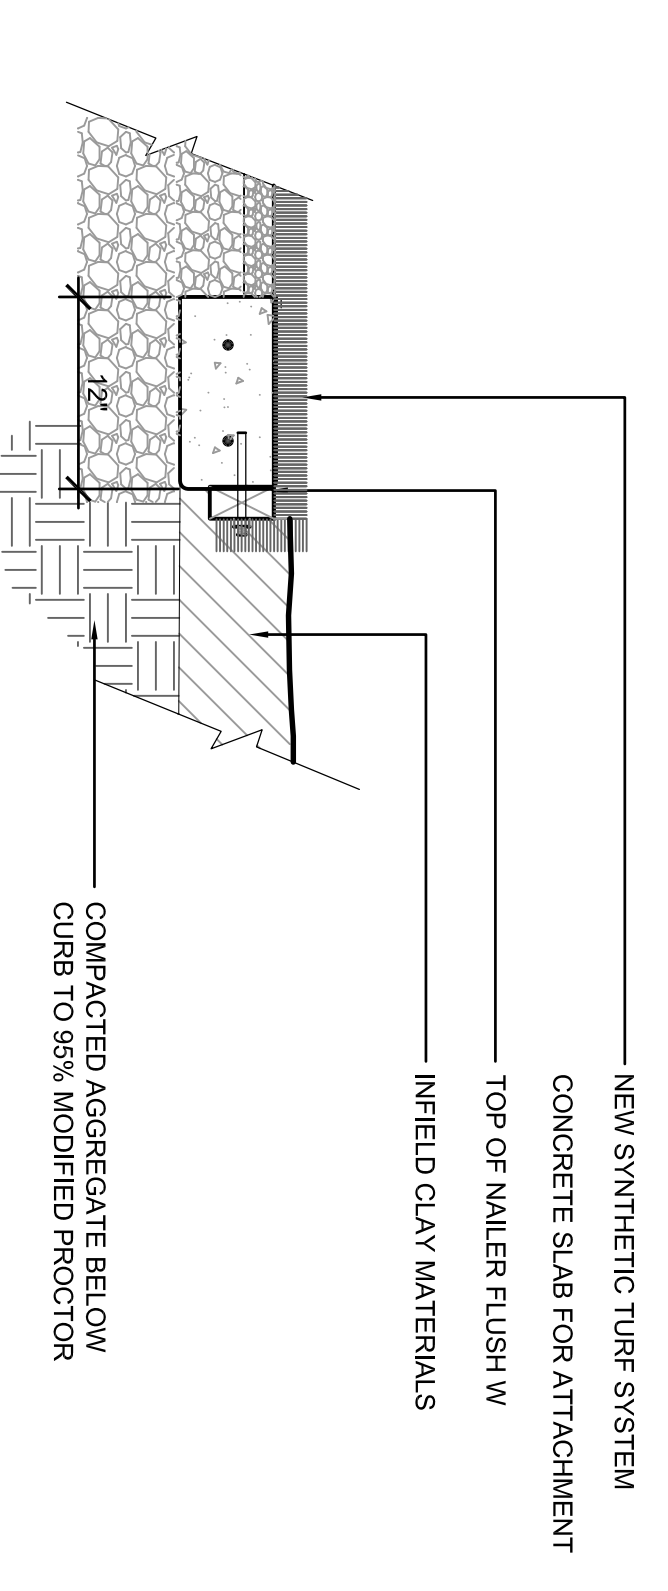 NEW SYNTHETIC TURF SYSTEM
CONCRETE SLAB FOR ATTACHMENT
TOP OF NAILER FLUSH W
INFIELD CLAY MATERIALS
COMPACTED AGGREGATE BELOW
CURB TO 95% MODIFIED PROCTOR
12"